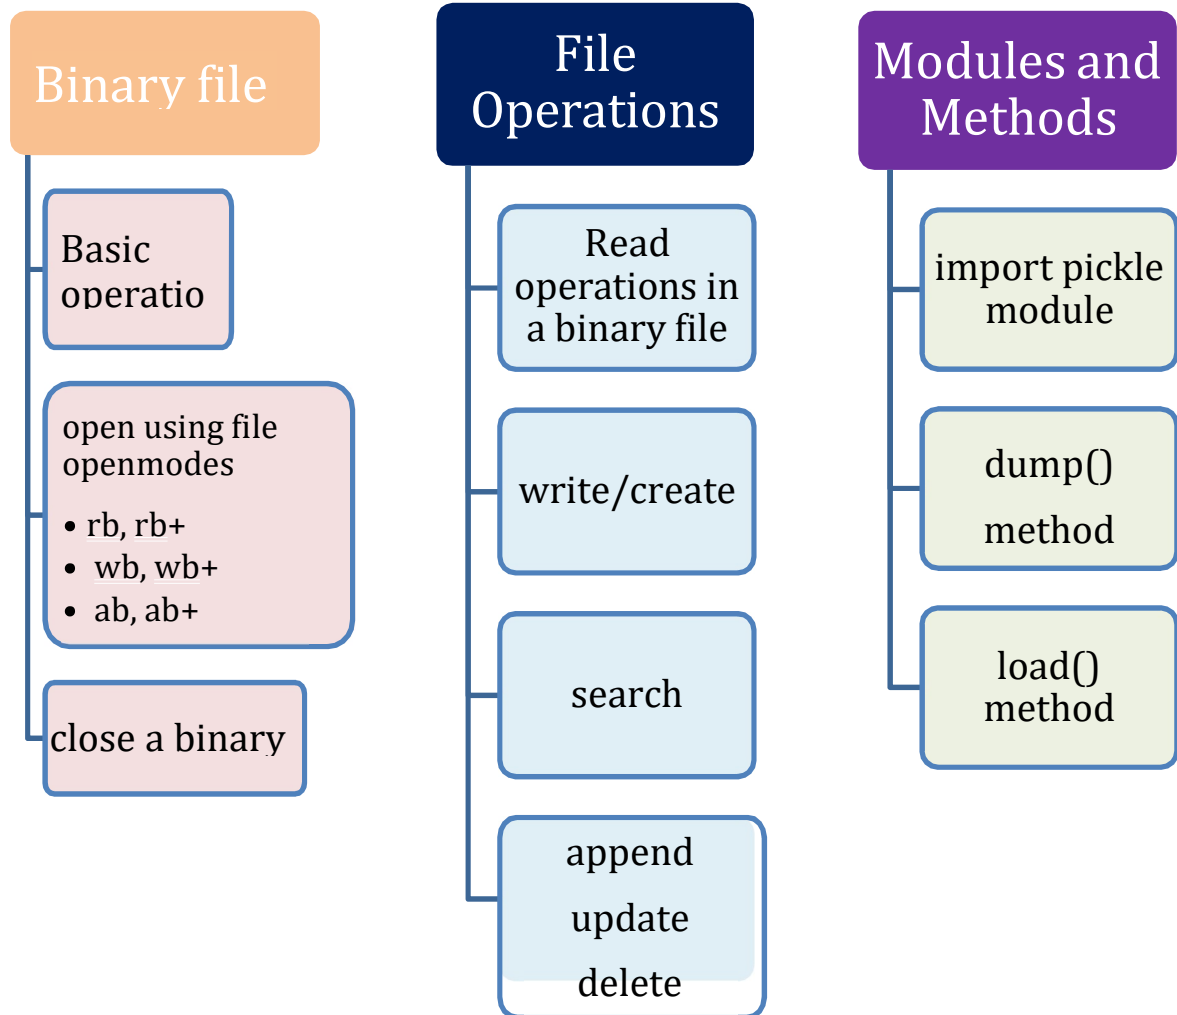 Binary file
Basic
operatio
open using file
openmodes
• rb, rb+
• wb, wb+
• ab, ab+
close a binary
File
Operations
Read
operations in
a binary file
write/create
search
append
update
delete
Modules and
Methods
import pickle
module
dump()
method
load()
method